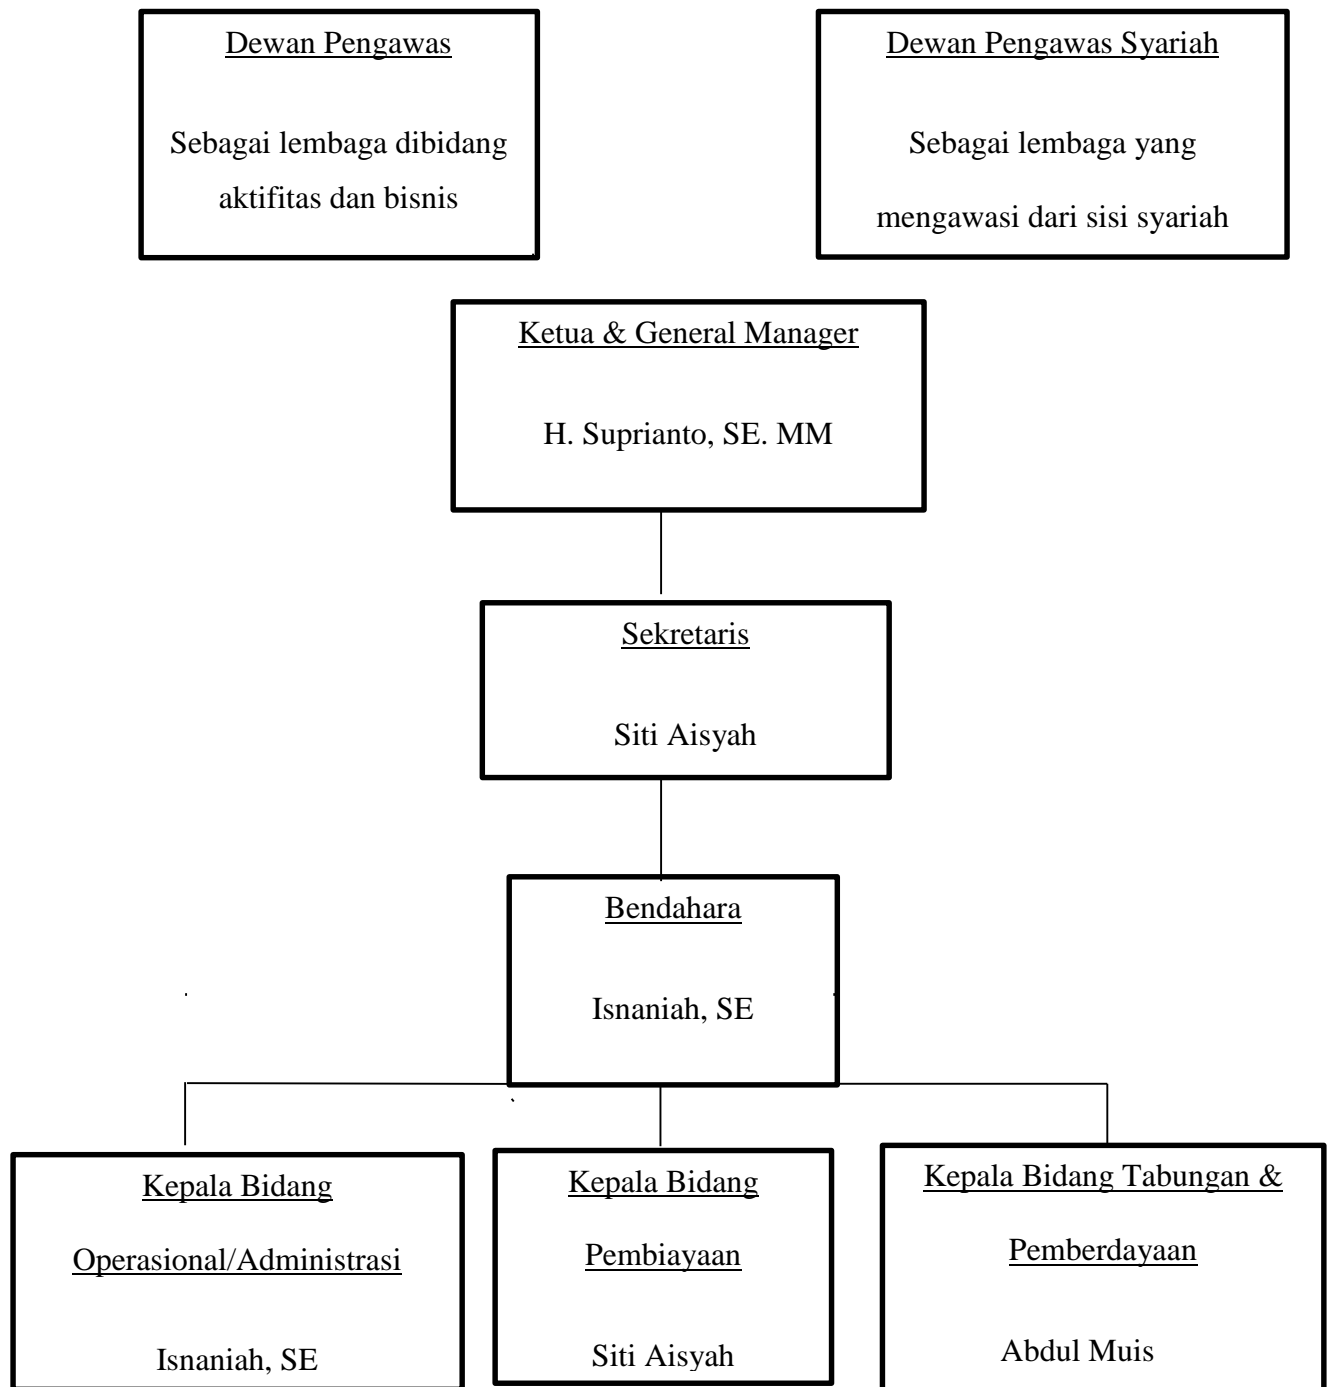 Dewan Pengawas
Sebagai lembaga dibidang
aktifitas dan bisnis
Dewan Pengawas Syariah
Sebagai lembaga yang
mengawasi dari sisi syariah
Ketua & General Manager
H. Suprianto, SE. MM
Sekretaris
Siti Aisyah
Bendahara
Isnaniah, SE
Kepala Bidang
Operasional/Administrasi
Isnaniah, SE
Kepala Bidang
Pembiayaan
Siti Aisyah
Kepala Bidang Tabungan &
Pemberdayaan
Abdul Muis